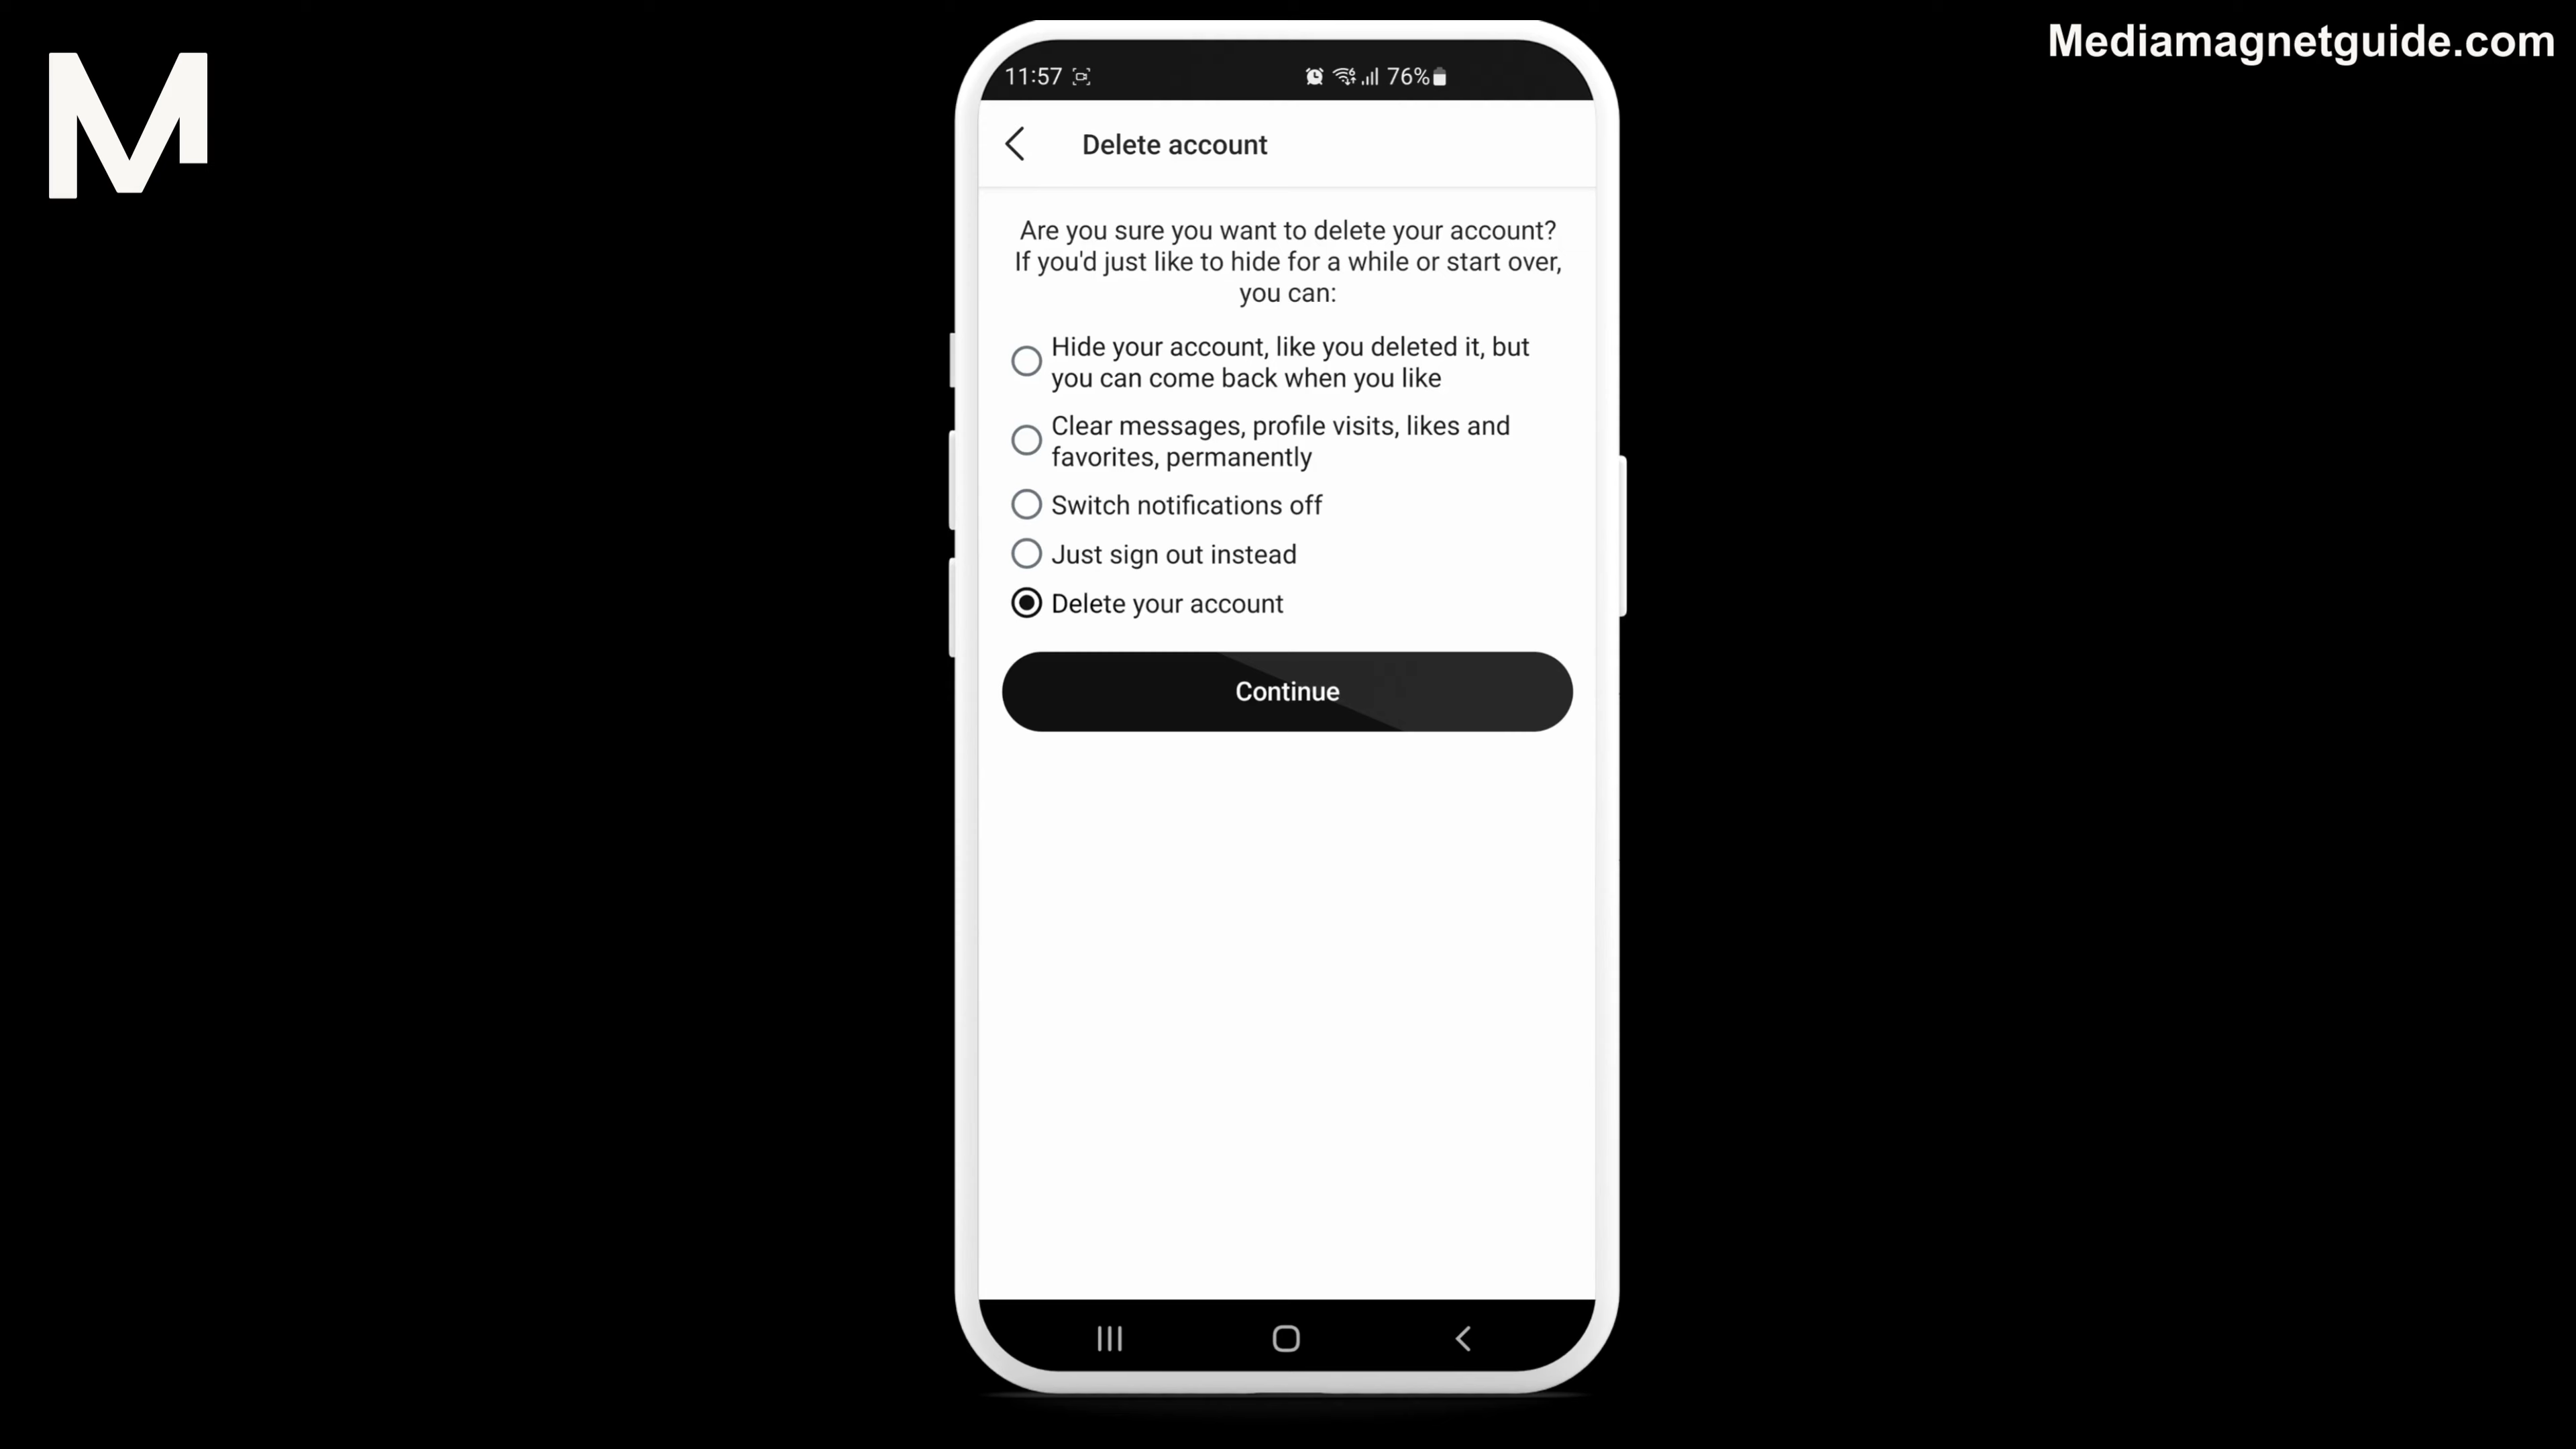 M
Mediamagnetguide.com
11:57
76%
Delete account
Are you sure you want to delete your account?
If you'd just like to hide for a while or start over,
you can:
Hide your account, like you deleted it, but
you can come back when you like
Clear messages, profile visits, likes and
favorites, permanently
Switch notifications off
Just sign out instead
Delete your account
Continue